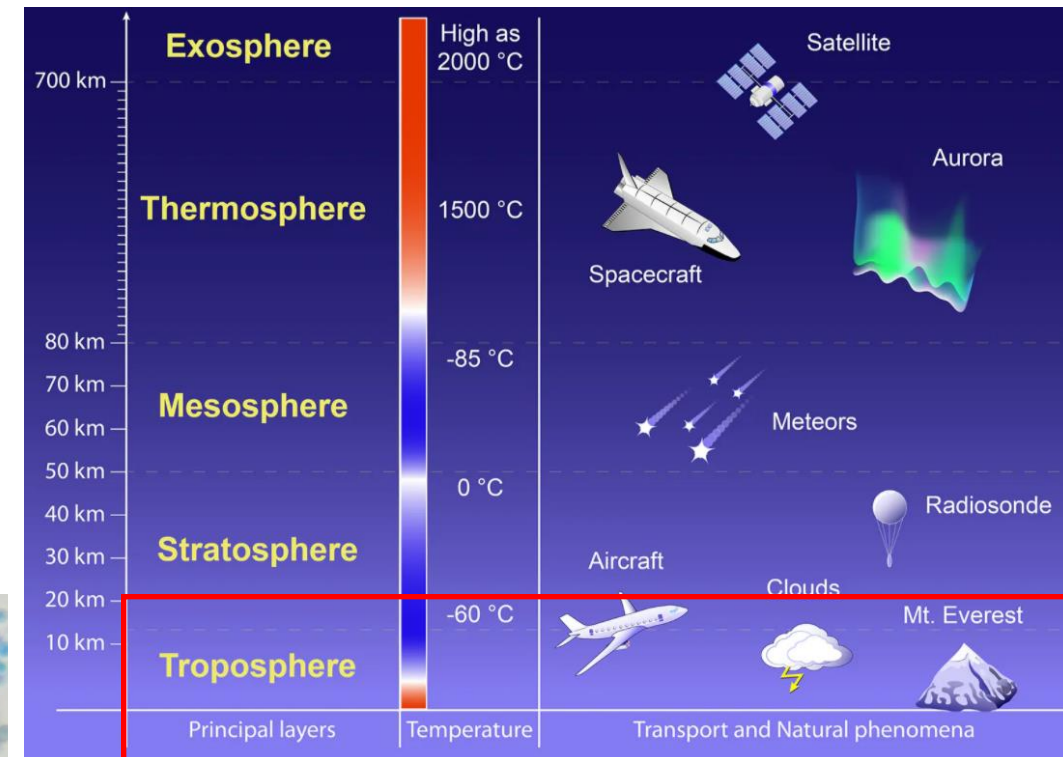 Exosphere
High as
2000 °C
Satellite
700 km
Aurora
Thermosphere
1500 °C
Spacecraft
80 km
-85 °C
70 km
Mesosphere
Meteors
60 km
50 km
0 °C
Radiosonde
40 km
Stratosphere
30 km
Aircraft
Clouds
20 km
-60 °C
Mt. Everest
10 km
Troposphere
Principal layers
Temperature
Transport and Natural phenomena